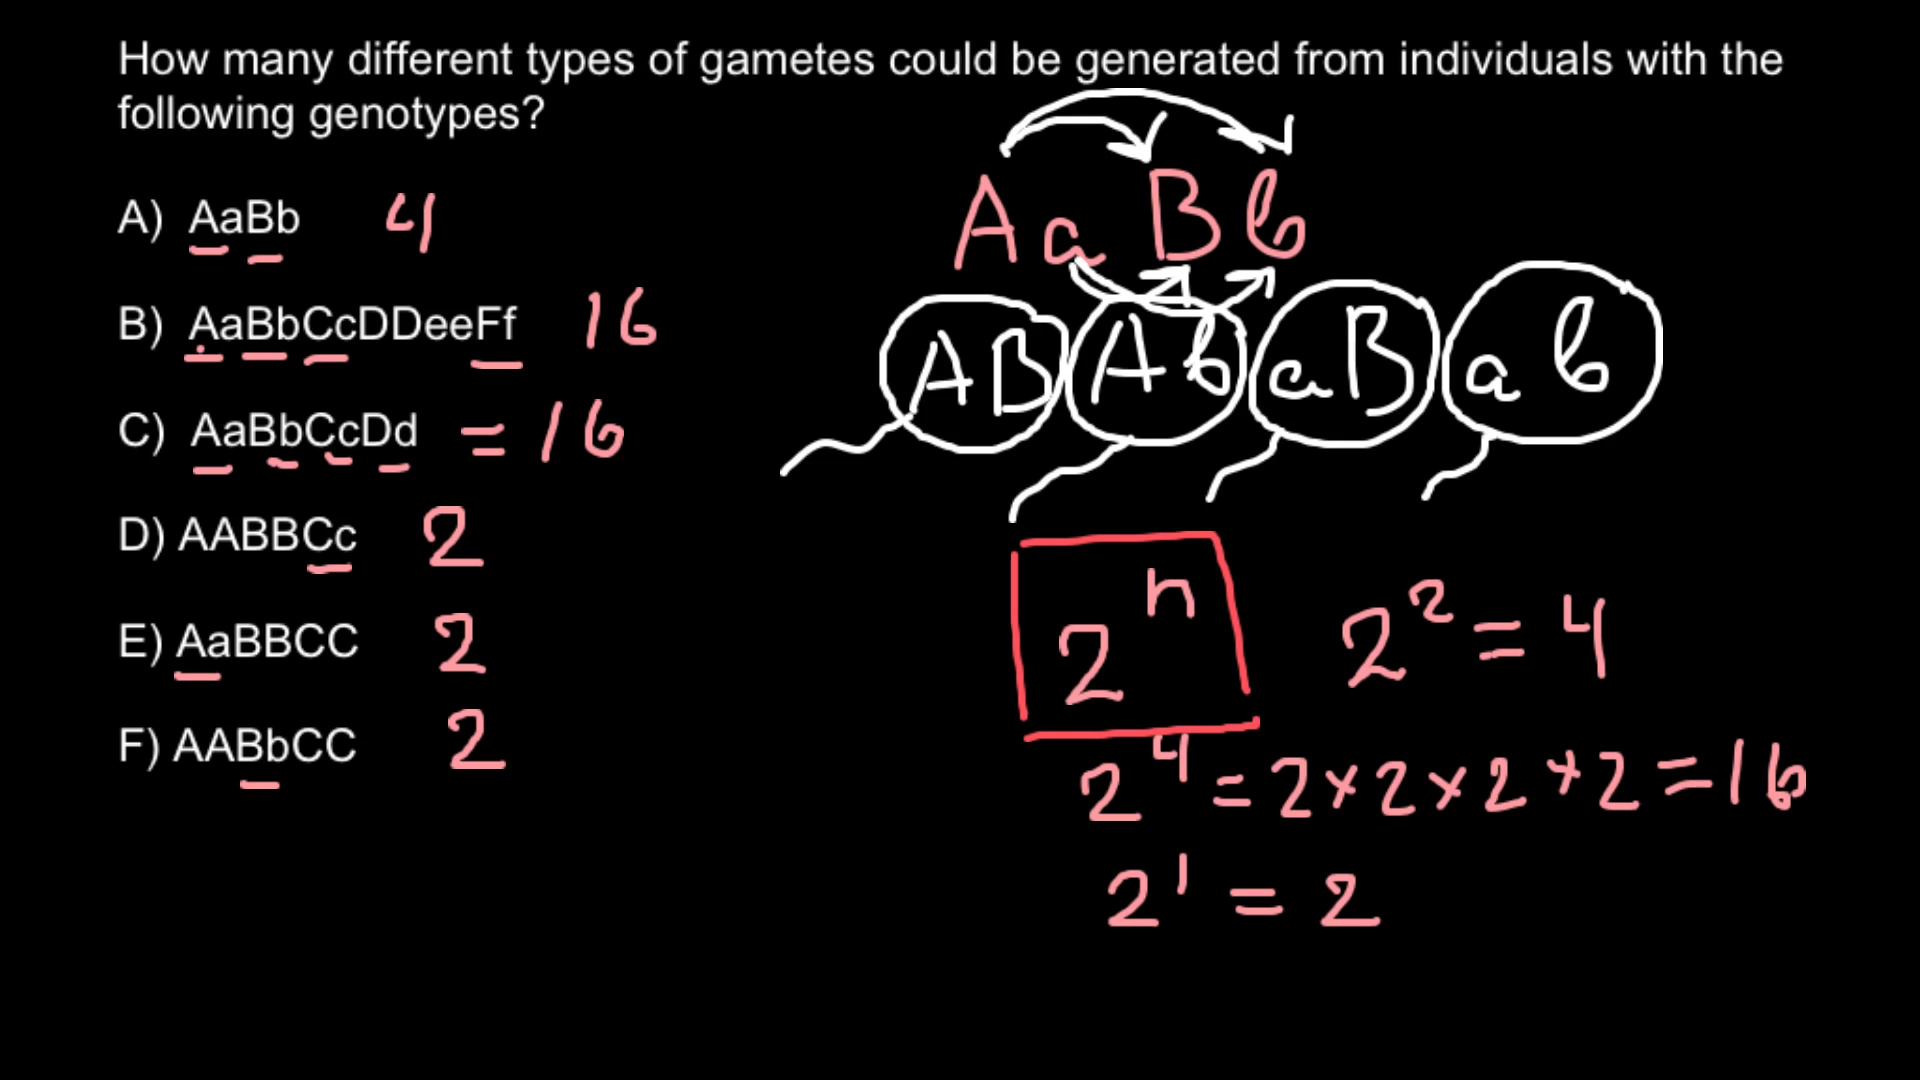 How many different types of gametes could be generated from individuals with the
following genotypes?
A) AaBb 4
B) AaBbCcDDeeFf 16
C) AaBbCcDd = 16
D) AABBCc 2
E) AaBBCC 2
F) AABbCC 2
AaBb
AB Ab aB ab
2^n 2^2 = 4
2^4 = 2×2×2×2 = 16
2^1 = 2